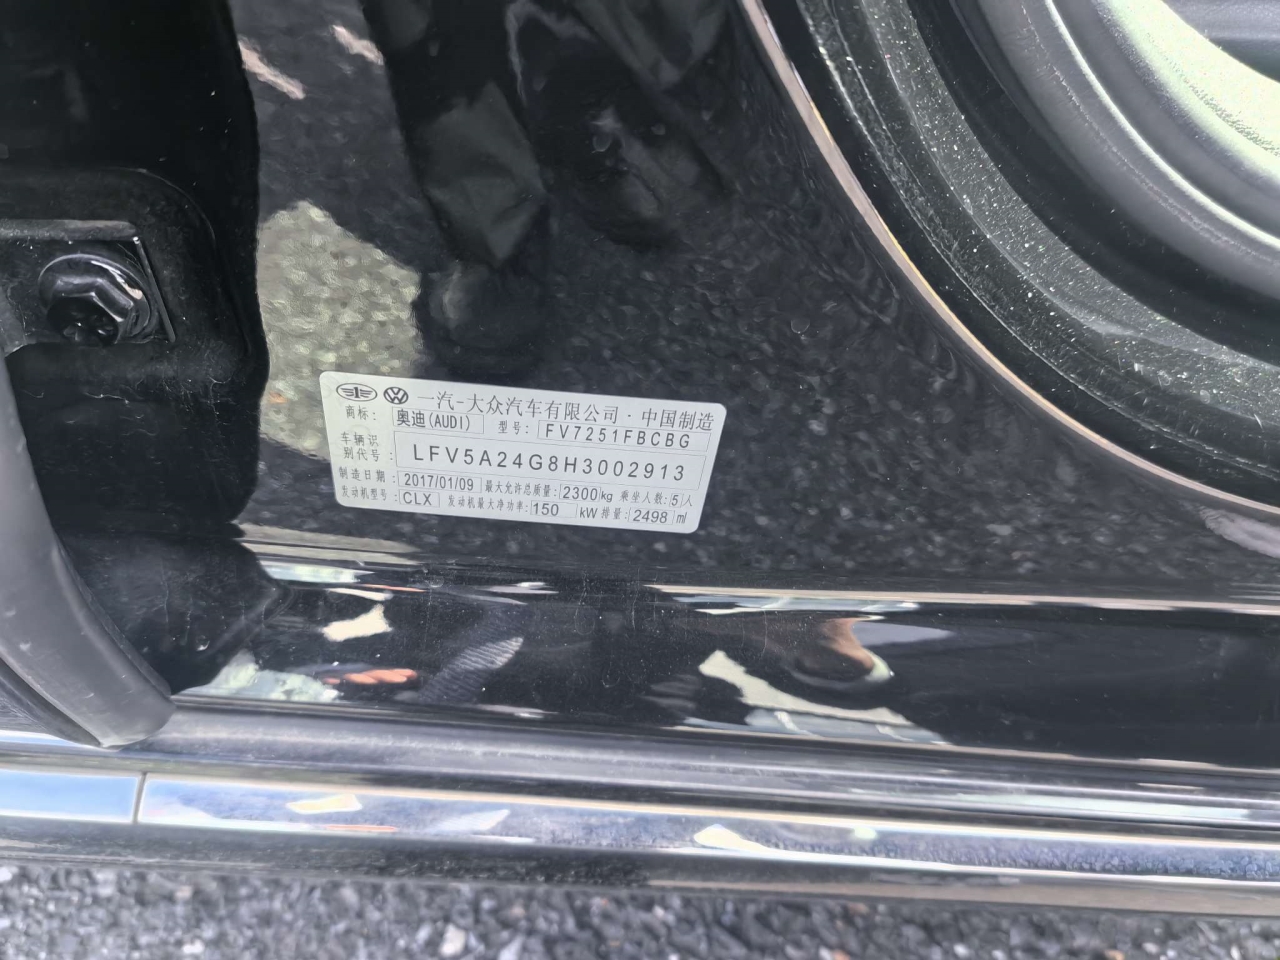 一汽-大众汽车有限公司·中国制造
商标: 奥迪(AUDI) 型号: FV7251FBCBG
车辆识别代号: LFV5A24G8H3002913
制造日期: 2017/01/09 最大允许总质量: 2300kg 乘坐人数: 5人
发动机型号: CLX 发动机最大净功率: 150 kW 排量: 2498 ml